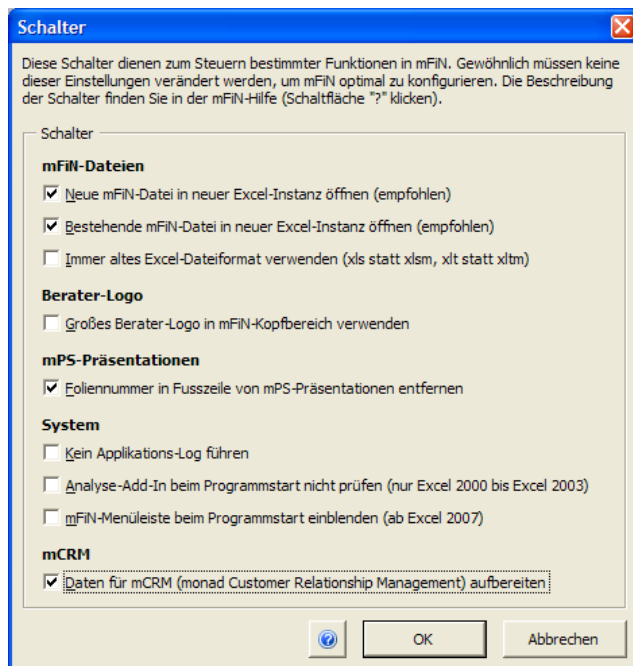 Schalter
Diese Schalter dienen zum Steuern bestimmter Funktionen in mFiN. Gewöhnlich müssen keine
dieser Einstellungen verändert werden, um mFiN optimal zu konfigurieren. Die Beschreibung
der Schalter finden Sie in der mFiN-Hilfe (Schaltfläche "?" klicken).
Schalter
mFiN-Dateien
Neue mFiN-Datei in neuer Excel-Instanz öffnen (empfohlen)
Bestehende mFiN-Datei in neuer Excel-Instanz öffnen (empfohlen)
Immer altes Excel-Dateiformat verwenden (xls statt xlsm, xlt statt xltm)
Berater-Logo
Großes Berater-Logo in mFiN-Kopfbereich verwenden
mPS-Präsentationen
Foliennummer in Fusszeile von mPS-Präsentationen entfernen
System
Kein Applikations-Log führen
Analyse-Add-In beim Programmstart nicht prüfen (nur Excel 2000 bis Excel 2003)
mFiN-Menüleiste beim Programmstart einblenden (ab Excel 2007)
mCRM
Daten für mCRM (monad Customer Relationship Management) aufbereiten
? OK Abbrechen